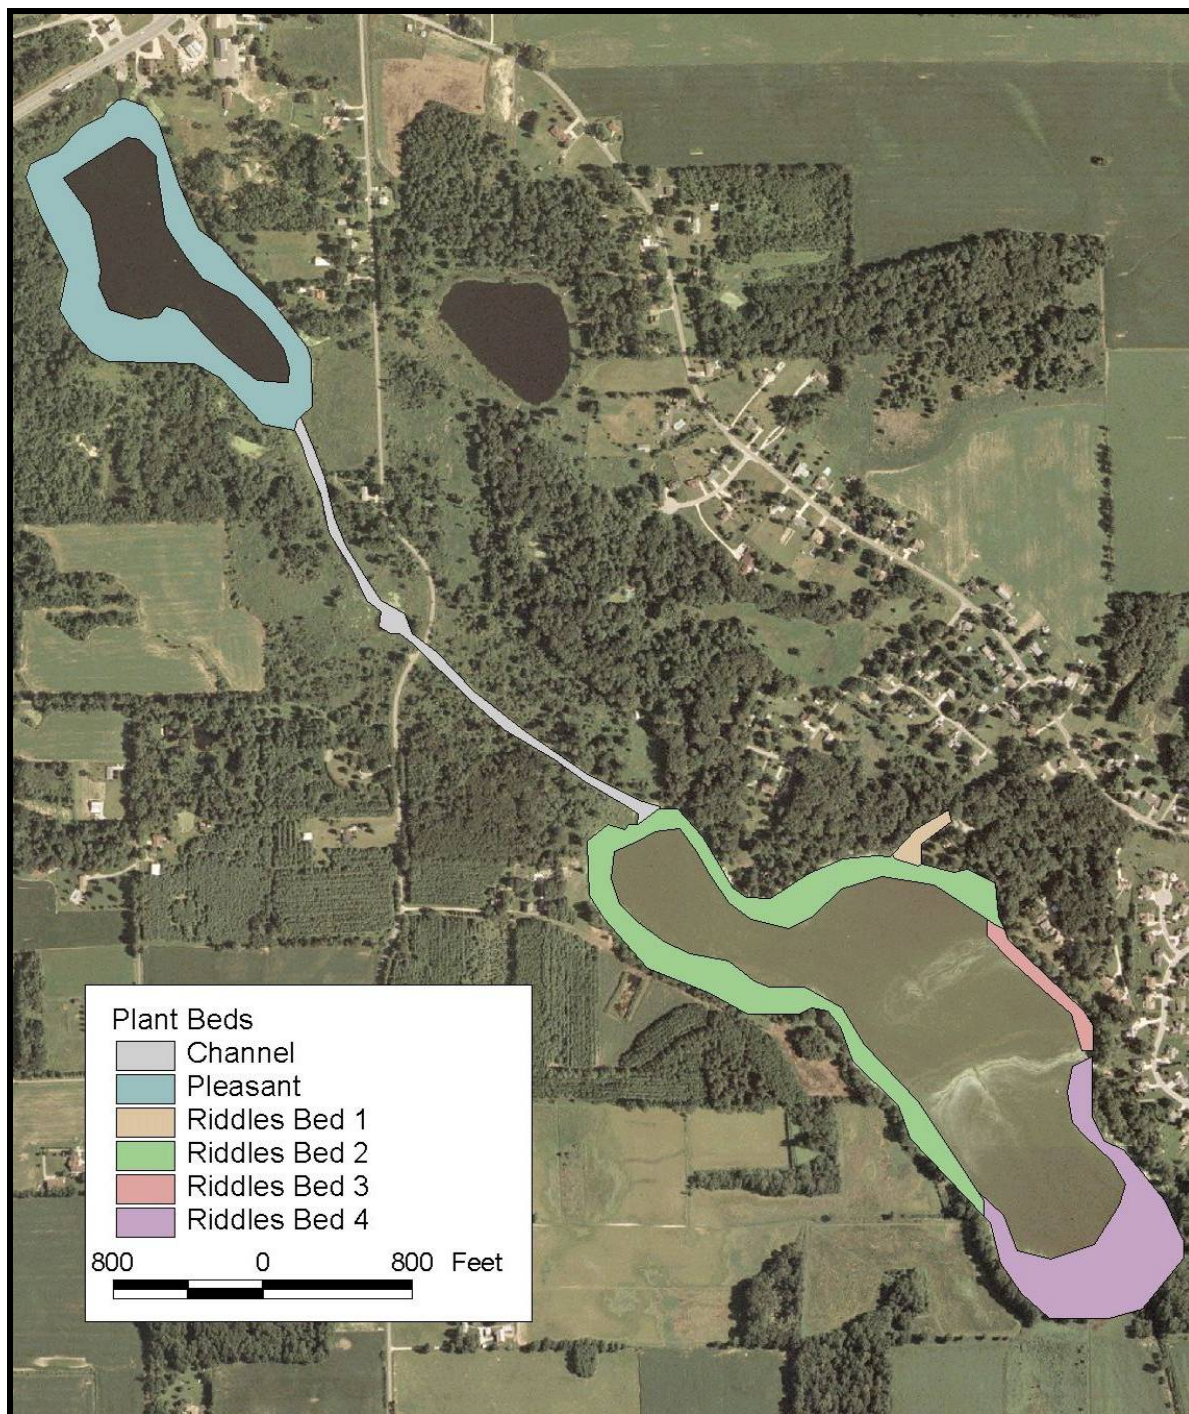 Plant Beds
Channel
Pleasant
Riddles Bed 1
Riddles Bed 2
Riddles Bed 3
Riddles Bed 4
800 0 800 Feet